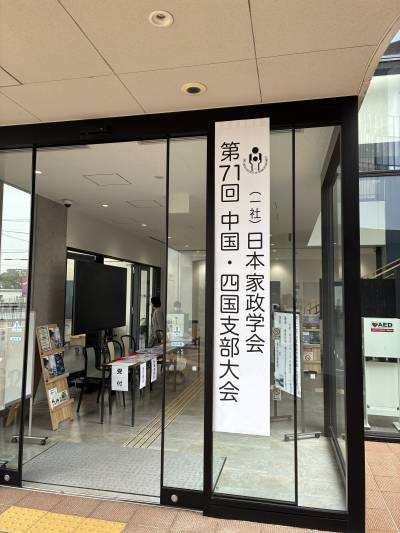 （一社）日本家政学会
第71回 中国・四国支部大会
受付
AED